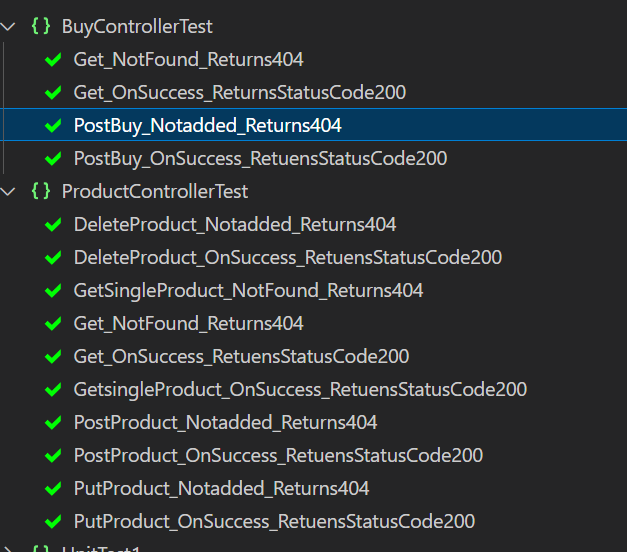 {} BuyControllerTest
Get_NotFound_Returns404
Get_OnSuccess_ReturnsStatusCode200
PostBuy_Notadded_Returns404
PostBuy_OnSuccess_RetuensStatusCode200
{} ProductControllerTest
DeleteProduct_Notadded_Returns404
DeleteProduct_OnSuccess_RetuensStatusCode200
GetSingleProduct_NotFound_Returns404
Get_NotFound_Returns404
Get_OnSuccess_RetuensStatusCode200
GetsingleProduct_OnSuccess_RetuensStatusCode200
PostProduct_Notadded_Returns404
PostProduct_OnSuccess_RetuensStatusCode200
PutProduct_Notadded_Returns404
PutProduct_OnSuccess_RetuensStatusCode200
{} UnitTest1